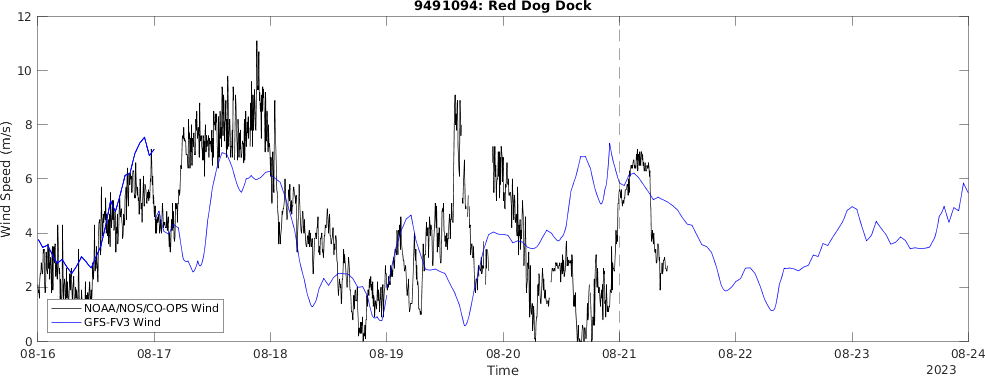 9491094: Red Dog Dock
12
10
8
6
4
2
0
Wind Speed (m/s)
NOAA/NOS/CO-OPS Wind
GFS-FV3 Wind
08-16 08-17 08-18 08-19 08-20 08-21 08-22 08-23 08-24
Time
2023